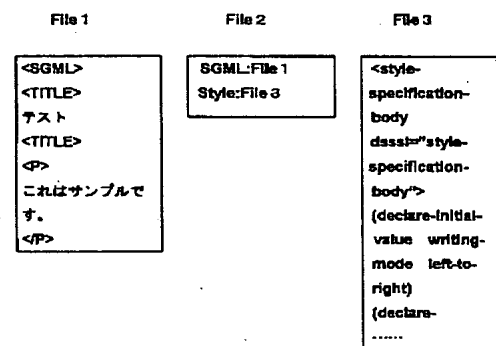 File 1
<SGML>
<TITLE>
テスト
<TITLE>
<P>
これはサンプルで
す。
</P>
File 2
SGML:File 1
Style:File 3
File 3
<style-
specification-
body
dsssl="style-
specification-
body">
(declare-initial-
value writing-
mode left-to-
right)
(declare-
......